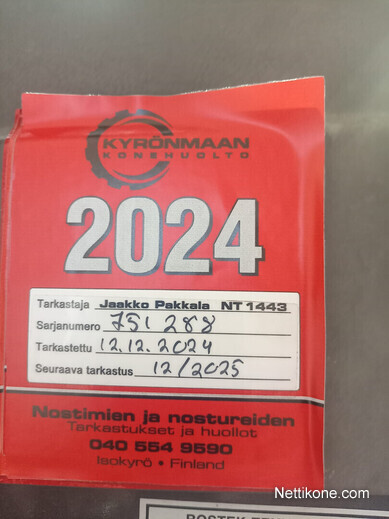 KYRÖNMAAN
KONEHUOLTO
2024
Tarkastaja Jaakko Pakkala NT 1443
Sarjanumero 751 288
Tarkastettu 12.12.2024
Seuraava tarkastus 12/2025
Nostimien ja nostureiden
Tarkastukset ja huollot
040 554 9590
Isokyrö • Finland
Nettikone.com